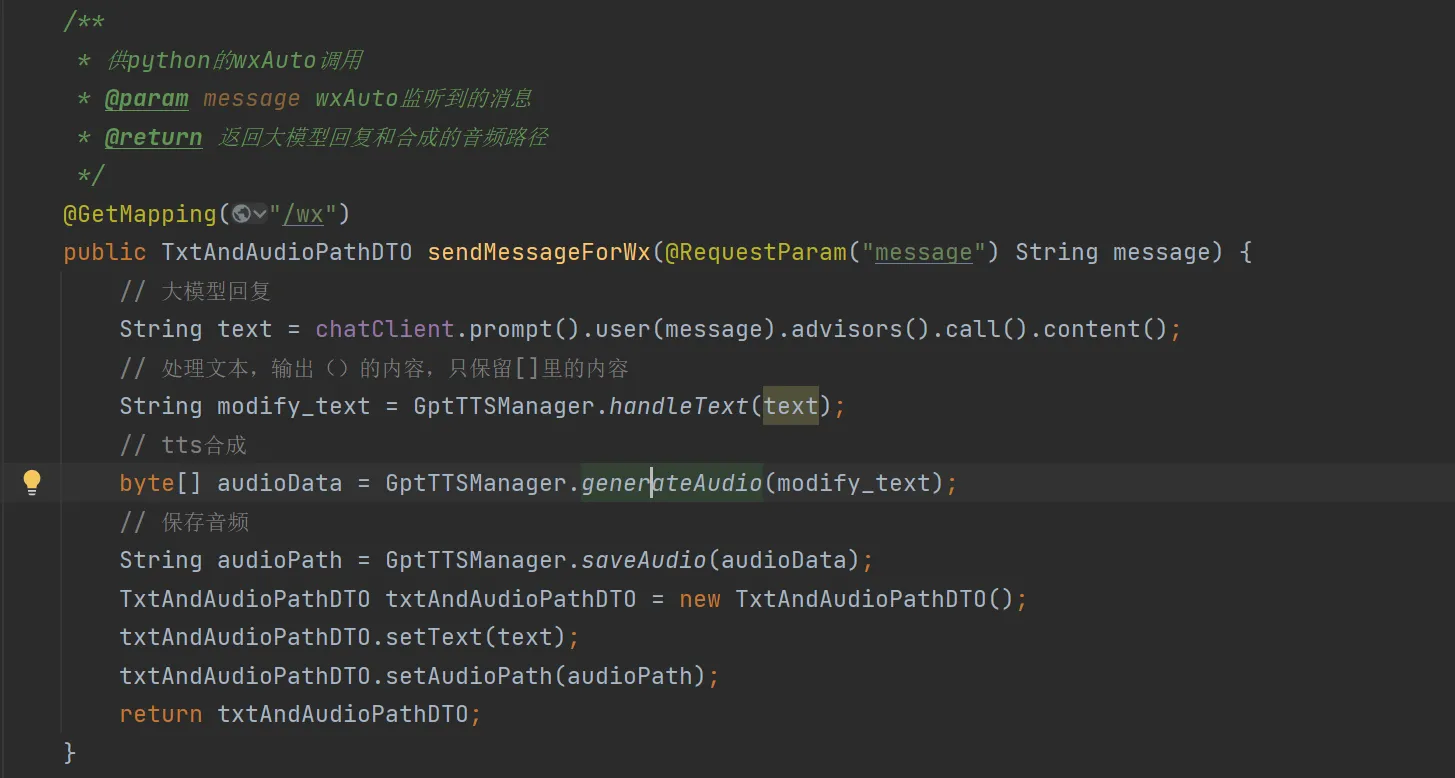 /**
 * 供python的wxAuto调用
 * @param message wxAuto监听到的消息
 * @return 返回大模型回复和合成的音频路径
 */
@GetMapping("/wx")
public TxtAndAudioPathDTO sendMessageForWx(@RequestParam("message") String message) {
    // 大模型回复
    String text = chatClient.prompt().user(message).advisors().call().content();
    // 处理文本，输出（）的内容，只保留[]里的内容
    String modify_text = GptTTSManager.handleText(text);
    // tts合成
    byte[] audioData = GptTTSManager.generateAudio(modify_text);
    // 保存音频
    String audioPath = GptTTSManager.saveAudio(audioData);
    TxtAndAudioPathDTO txtAndAudioPathDTO = new TxtAndAudioPathDTO();
    txtAndAudioPathDTO.setText(text);
    txtAndAudioPathDTO.setAudioPath(audioPath);
    return txtAndAudioPathDTO;
}